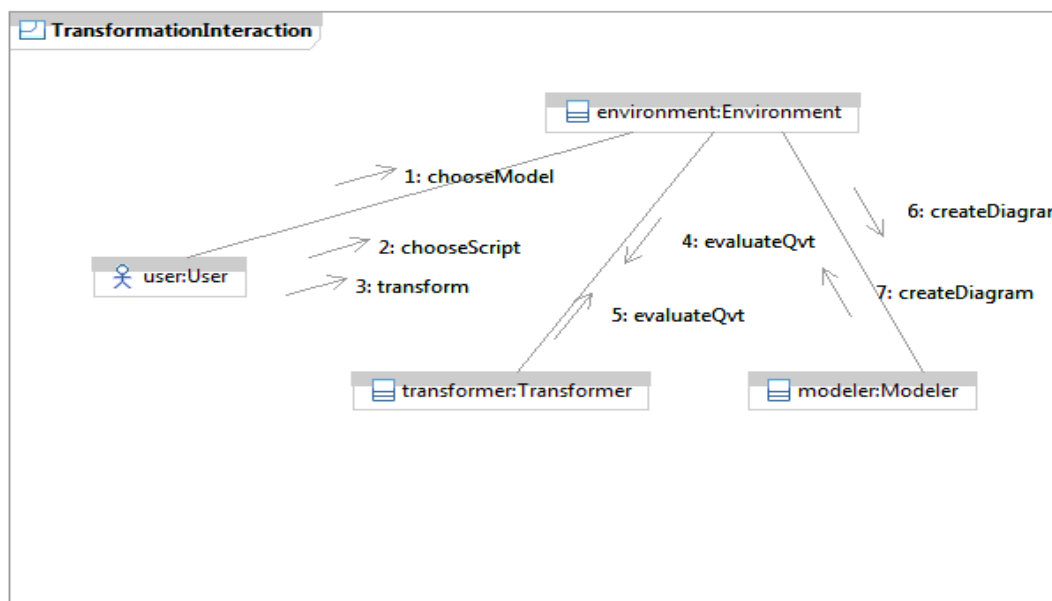 TransformationInteraction
environment:Environment
1: chooseModel
6: createDiagram
2: chooseScript
4: evaluateQvt
user:User
3: transform
7: createDiagram
5: evaluateQvt
transformer:Transformer
modeler:Modeler